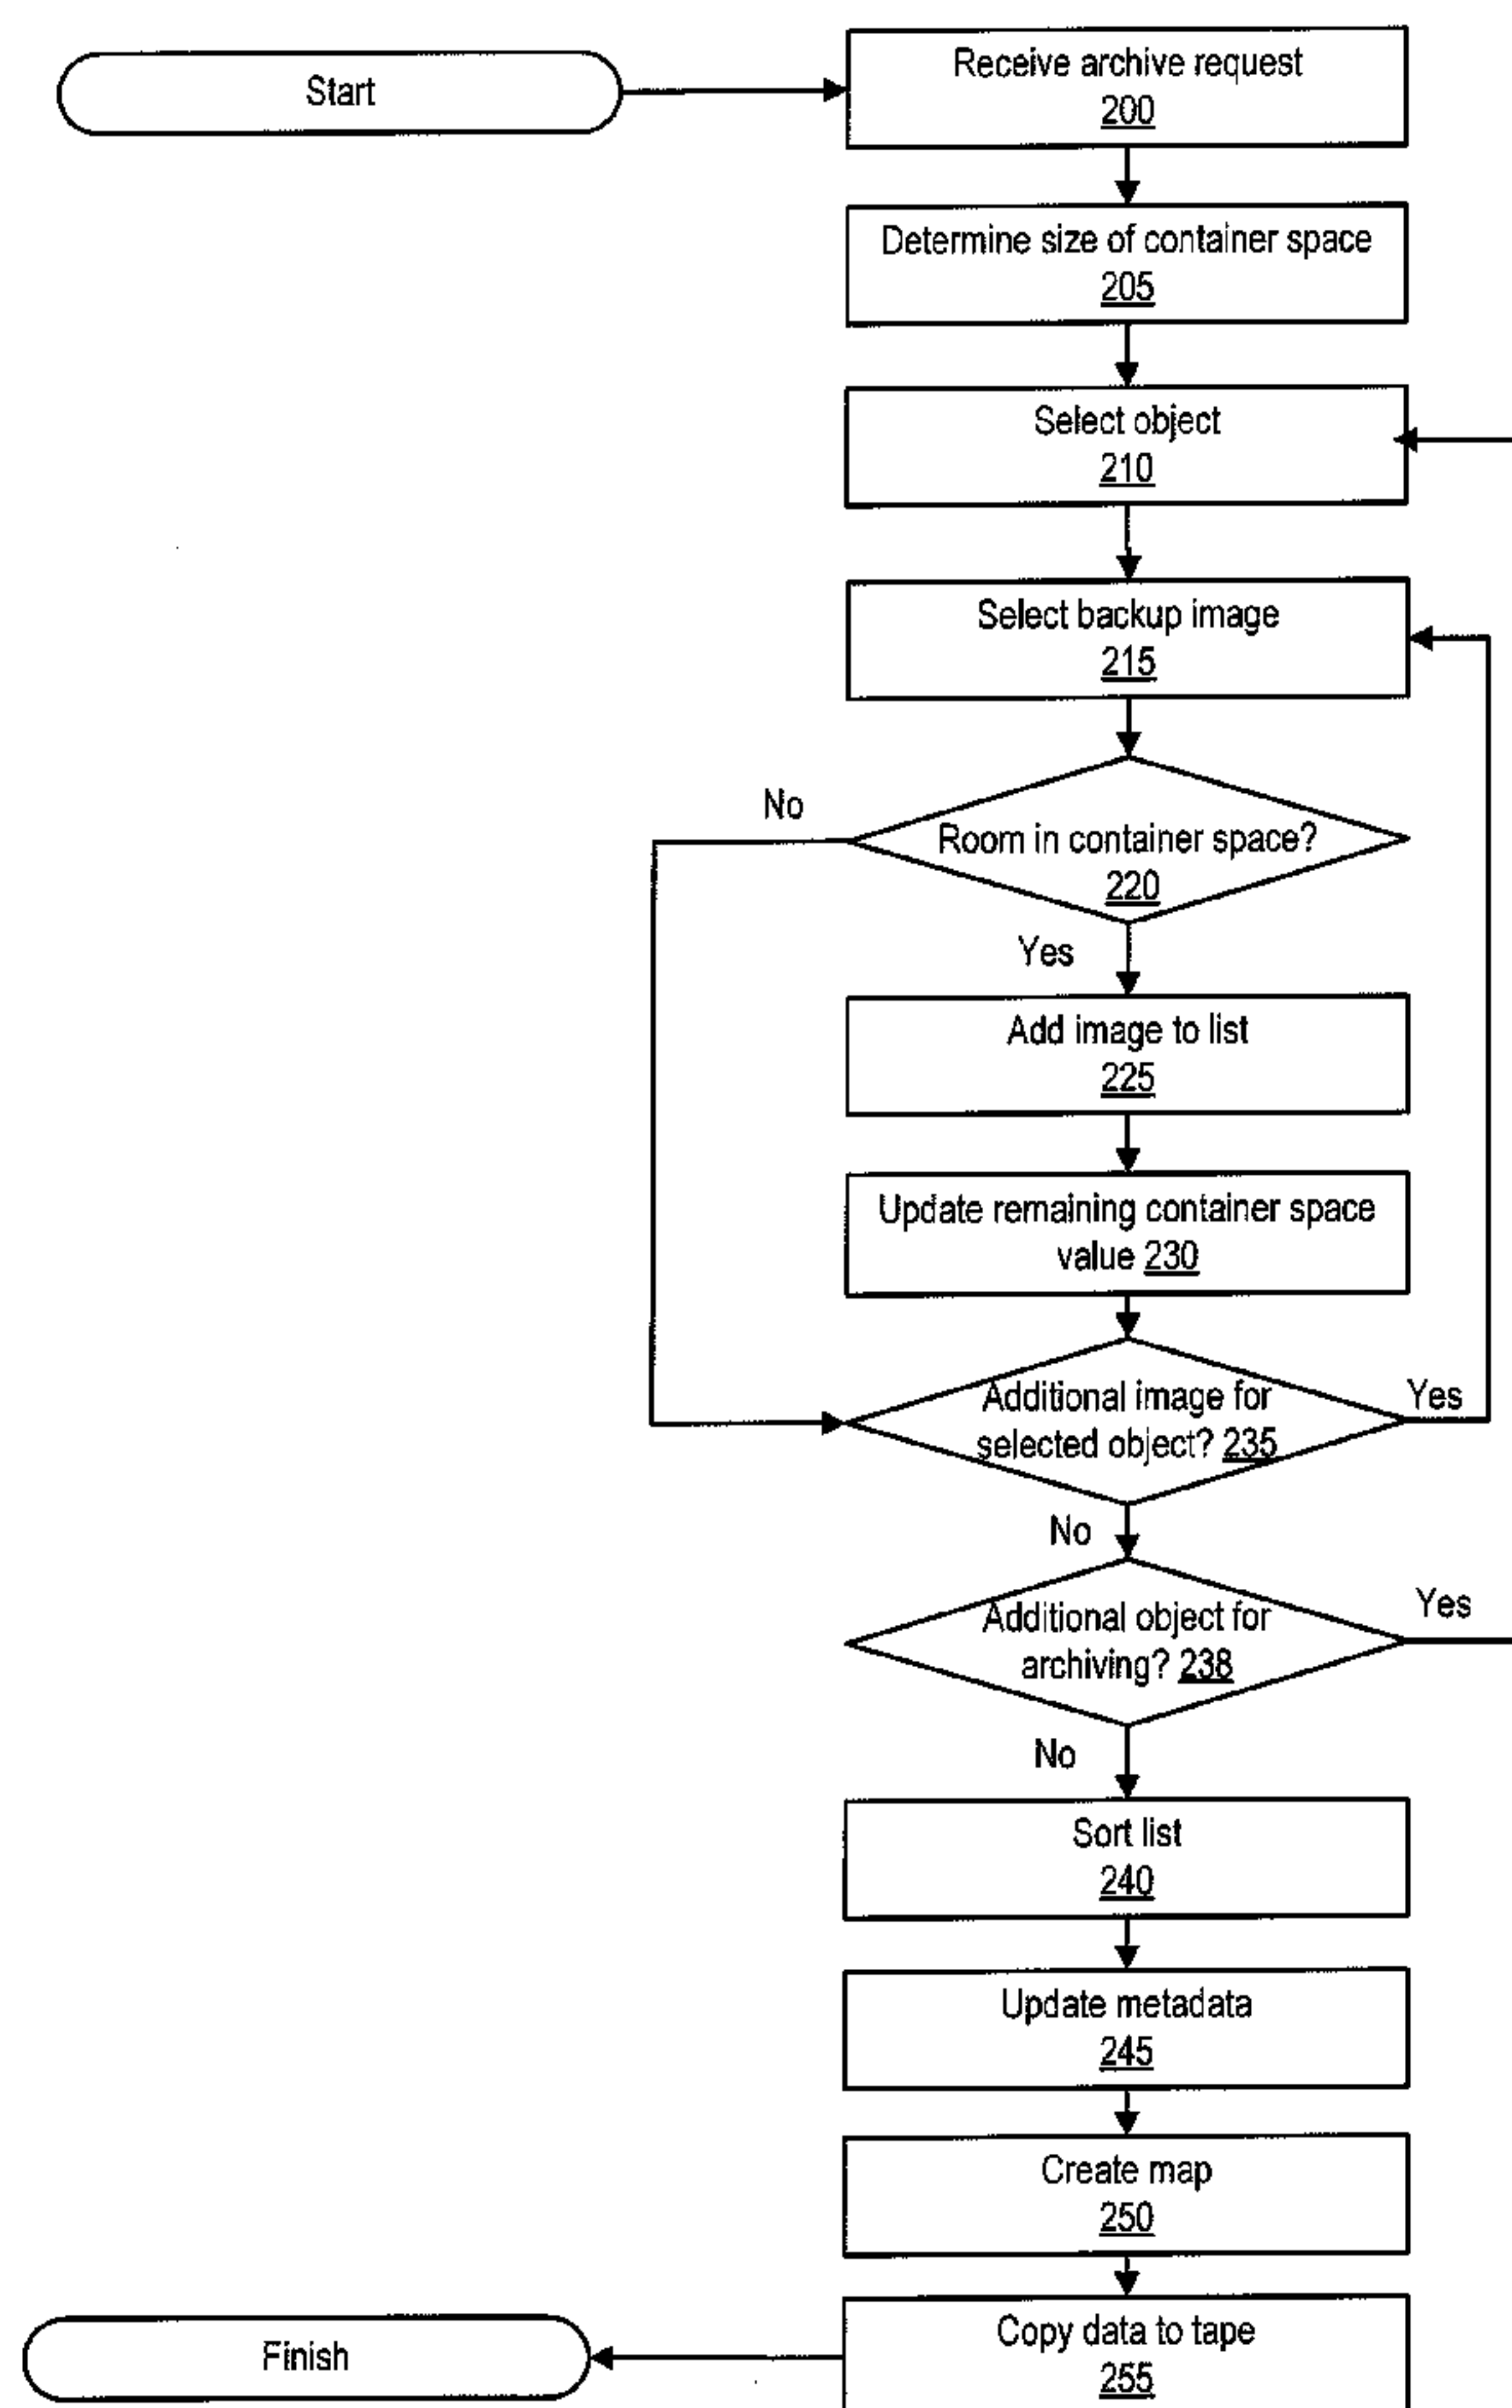 Start
Receive archive request
200
Determine size of container space
205
Select object
210
Select backup image
215
No
Room in container space?
220
Yes
Add image to list
225
Update remaining container space
value 230
Additional image for
selected object? 235
Yes
No
Additional object for
archiving? 238
Yes
No
Sort list
240
Update metadata
245
Create map
250
Copy data to tape
255
Finish